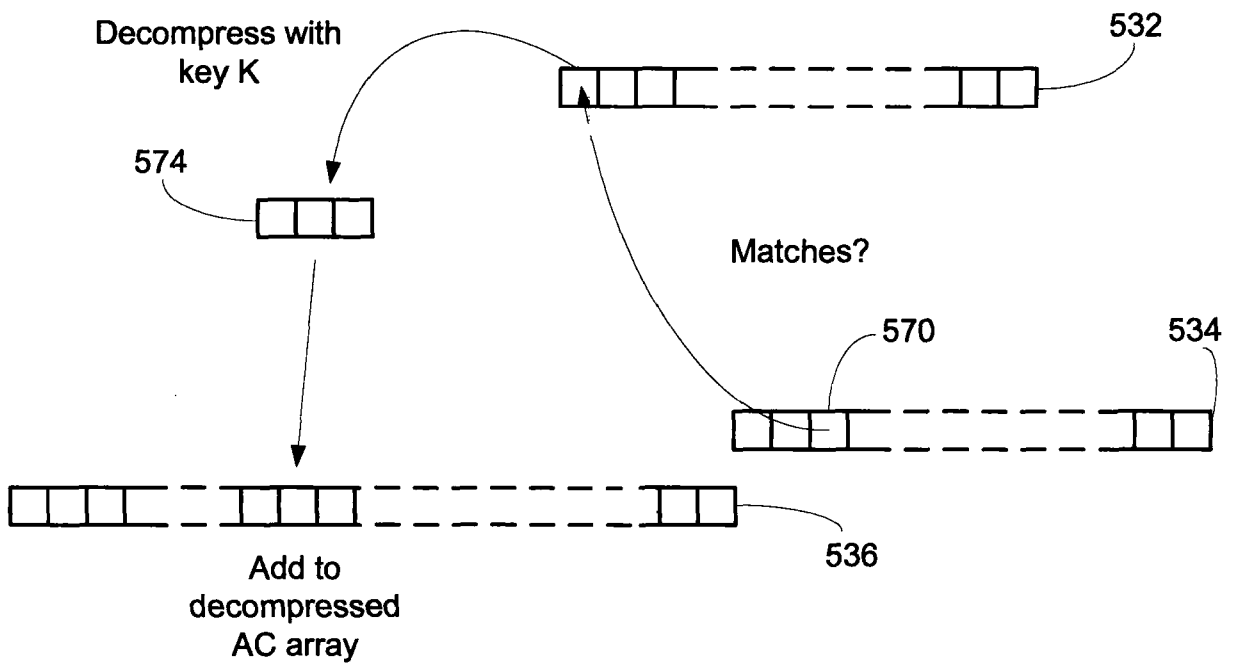 Decompress with
key K
532
574
Matches?
570
534
536
Add to
decompressed
AC array